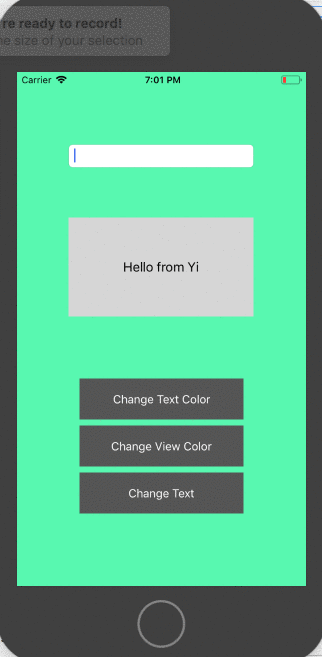 re ready to record!
he size of your selection
Carrier 7:01 PM
Hello from Yi
Change Text Color
Change View Color
Change Text